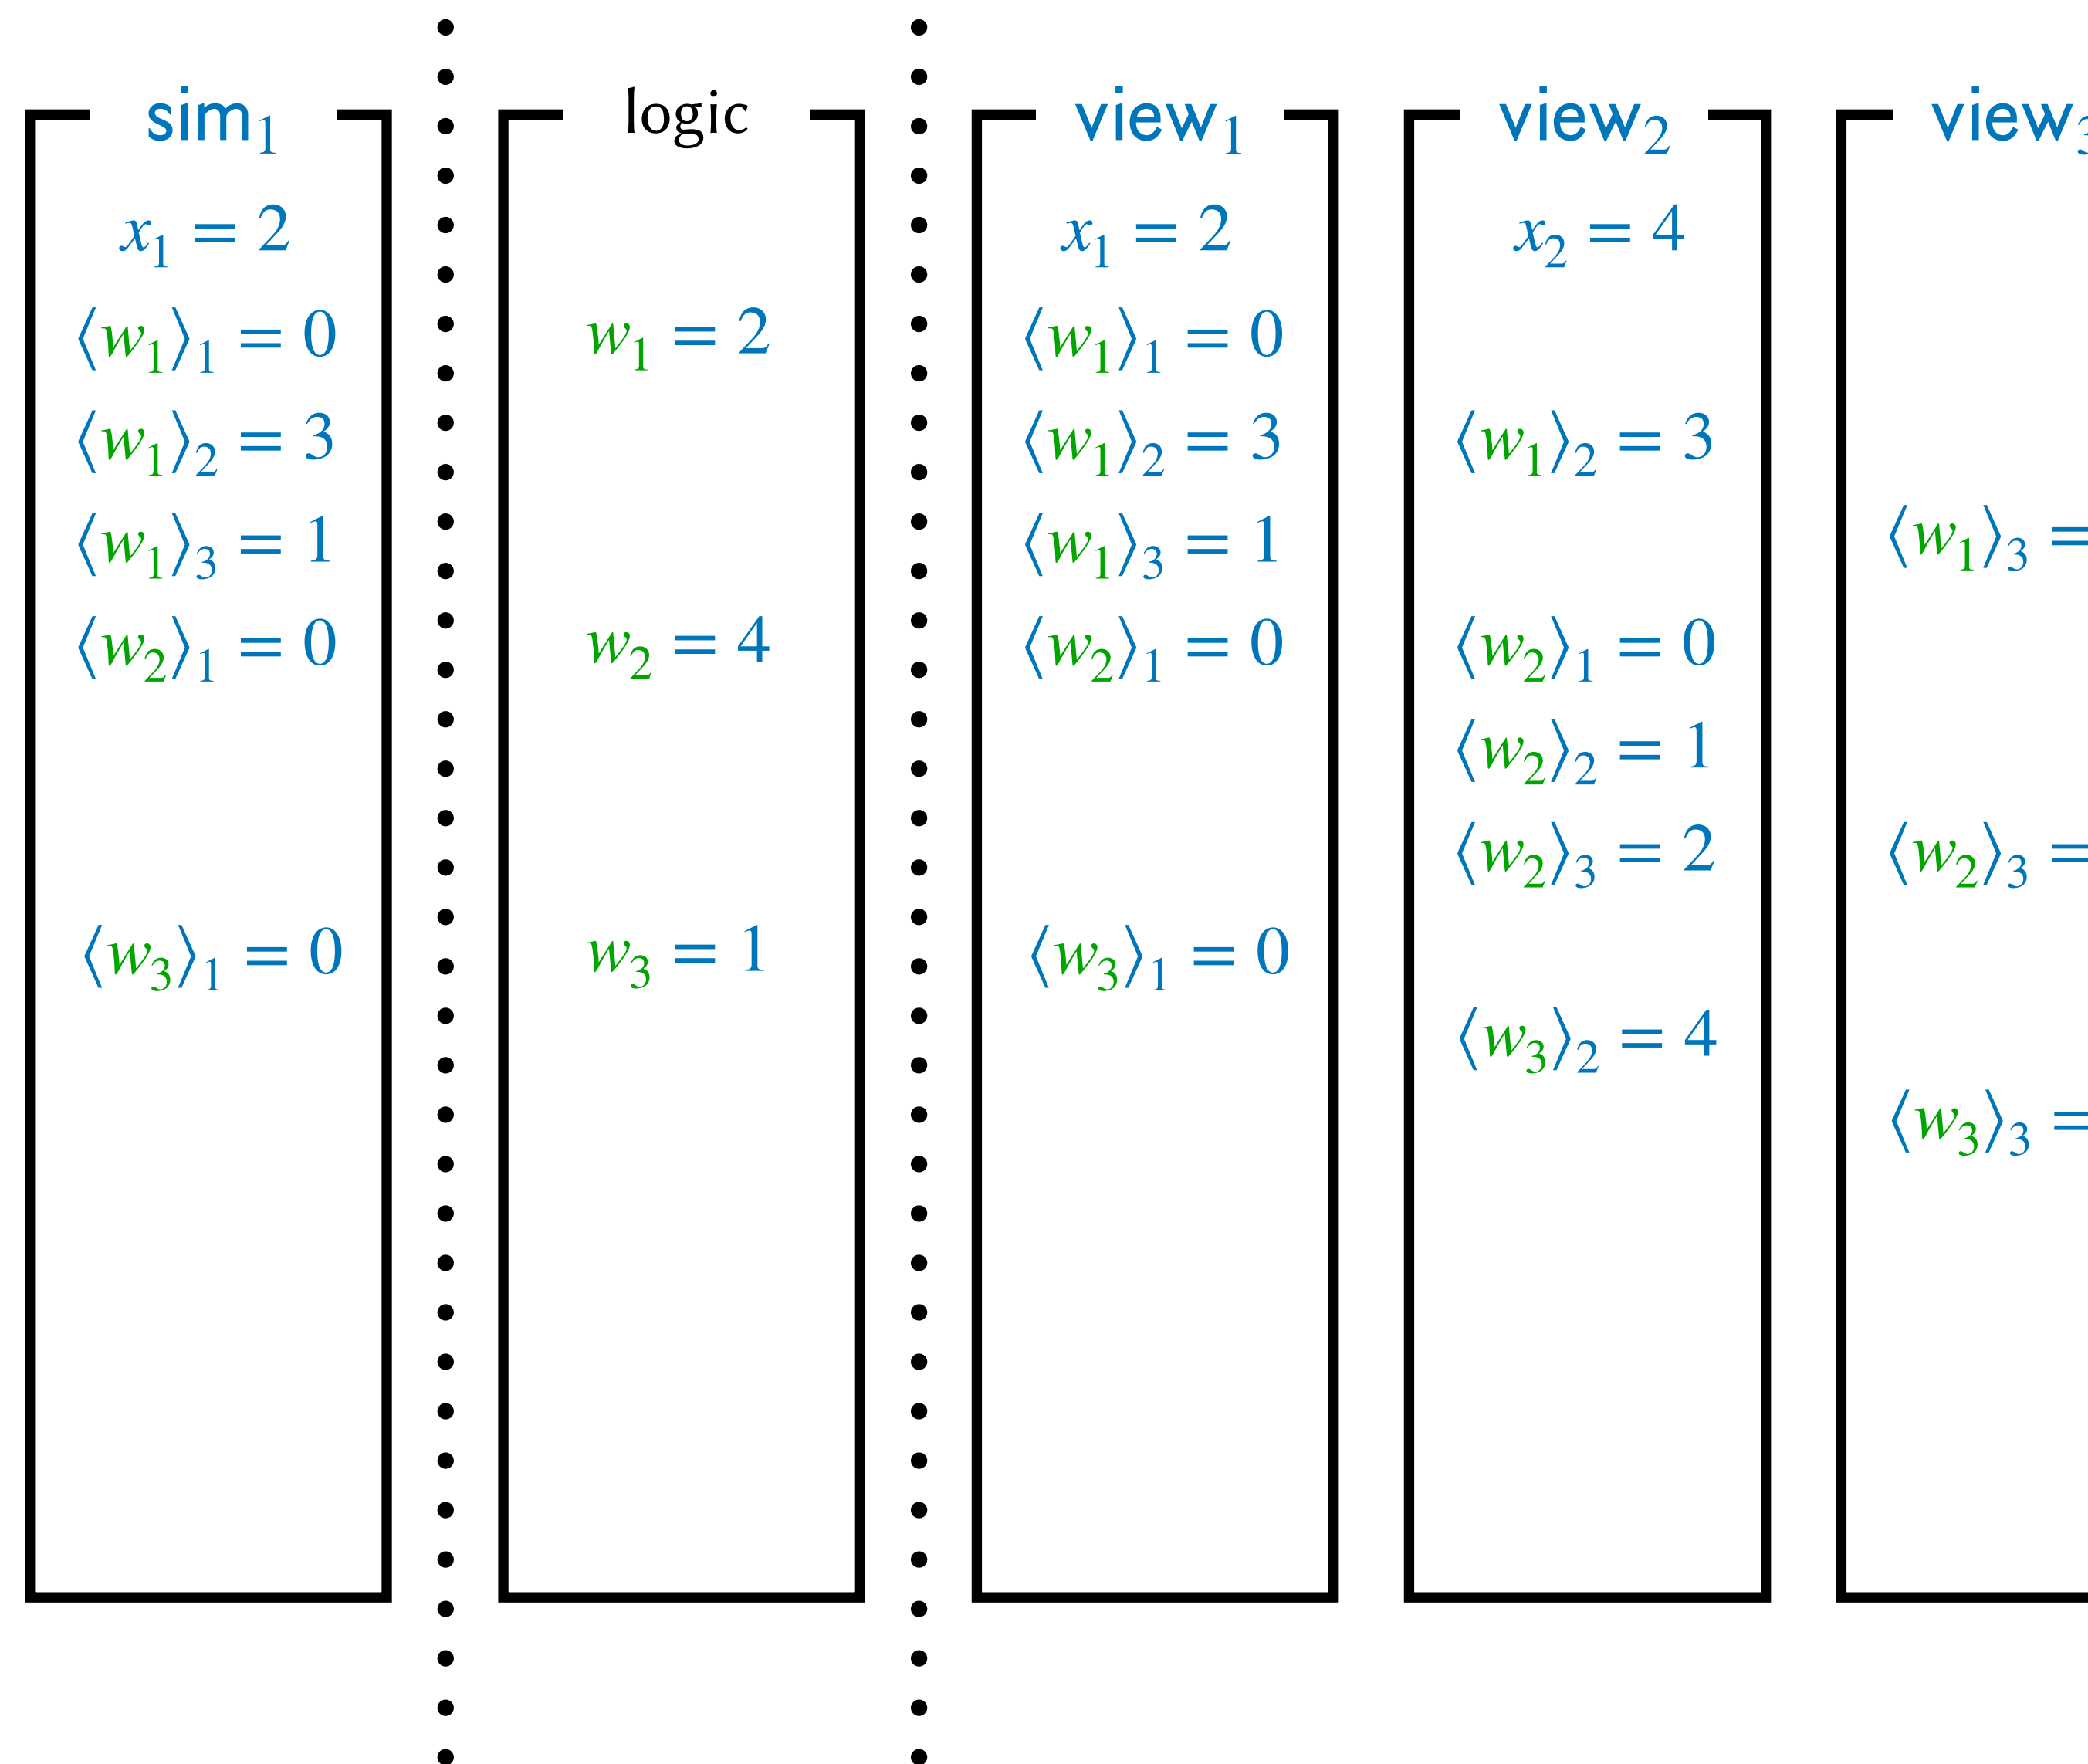 sim₁ logic view₁ view₂ view₃
x₁ = 2 x₁ = 2 x₂ = 4
⟨w₁⟩₁ = 0 w₁ = 2 ⟨w₁⟩₁ = 0
⟨w₁⟩₂ = 3 ⟨w₁⟩₂ = 3 ⟨w₁⟩₂ = 3
⟨w₁⟩₃ = 1 ⟨w₁⟩₃ = 1 ⟨w₁⟩₃ =
⟨w₂⟩₁ = 0 w₂ = 4 ⟨w₂⟩₁ = 0 ⟨w₂⟩₁ = 0
⟨w₂⟩₂ = 1
⟨w₂⟩₃ = 2 ⟨w₂⟩₃ =
⟨w₃⟩₁ = 0 w₃ = 1 ⟨w₃⟩₁ = 0
⟨w₃⟩₂ = 4
⟨w₃⟩₃ =